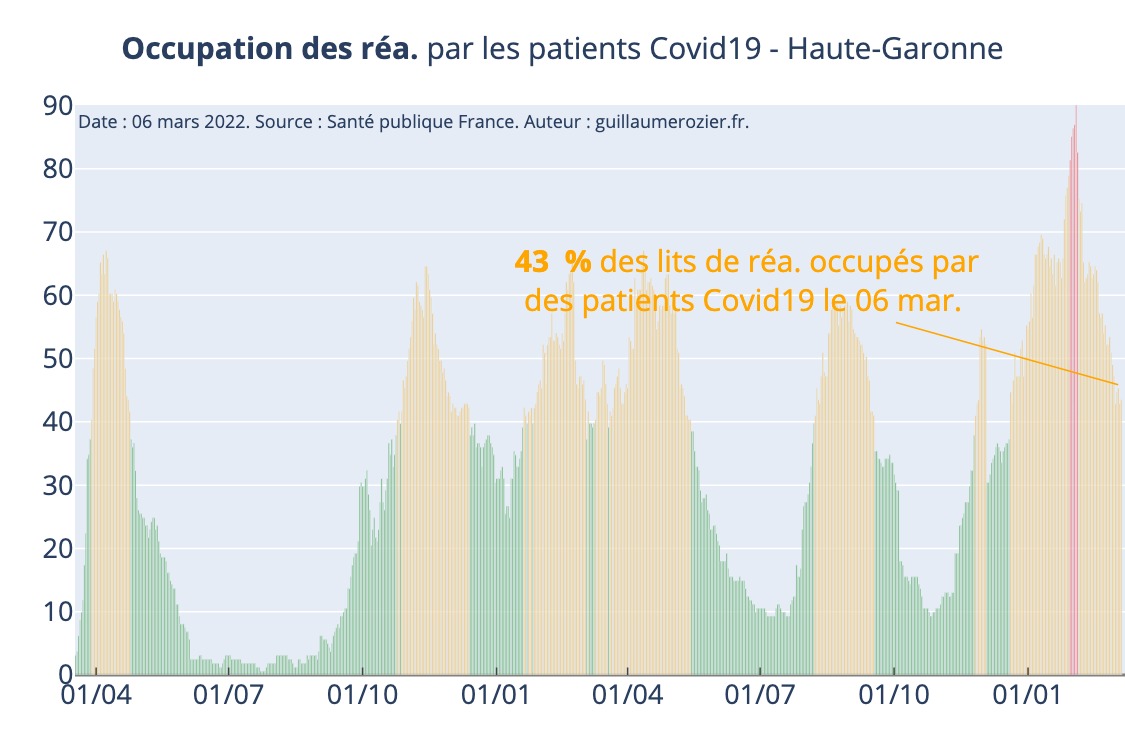 Occupation des réa. par les patients Covid19 - Haute-Garonne
90
Date : 06 mars 2022. Source : Santé publique France. Auteur : guillaumerozier.fr.
80
70
43 % des lits de réa. occupés par
des patients Covid19 le 06 mar.
60
50
40
30
20
10
0
01/04 01/07 01/10 01/01 01/04 01/07 01/10 01/01